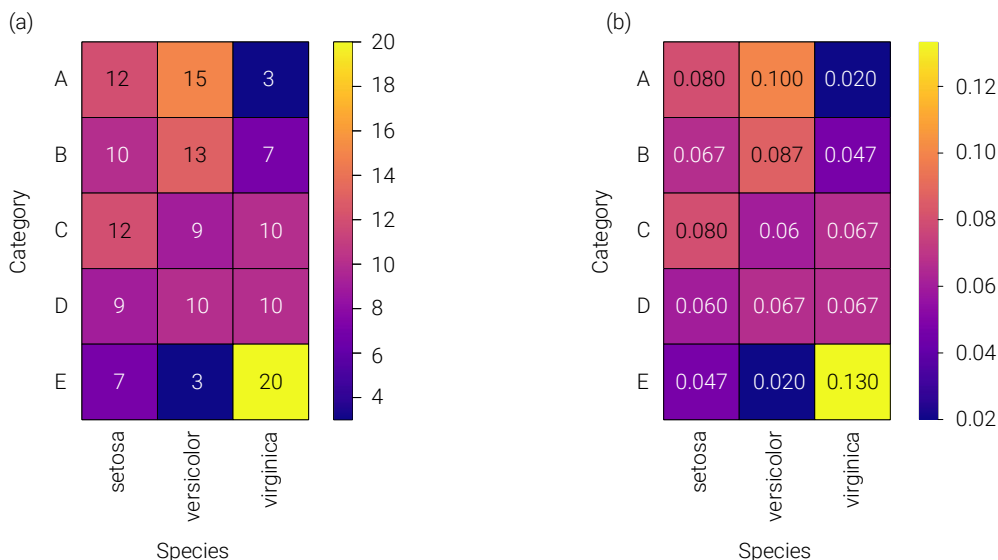 (a)
20
A 12 15 3
18
16
B 10 13 7
14
12
Category
C 12 9 10
10
D 9 10 10
8
6
E 7 3 20
4
setosa
versicolor
virginica
Species
(b)
A 0.080 0.100 0.020
0.12
B 0.067 0.087 0.047
0.10
Category
C 0.080 0.06 0.067
0.08
0.06
D 0.060 0.067 0.067
0.04
E 0.047 0.020 0.130
0.02
setosa
versicolor
virginica
Species